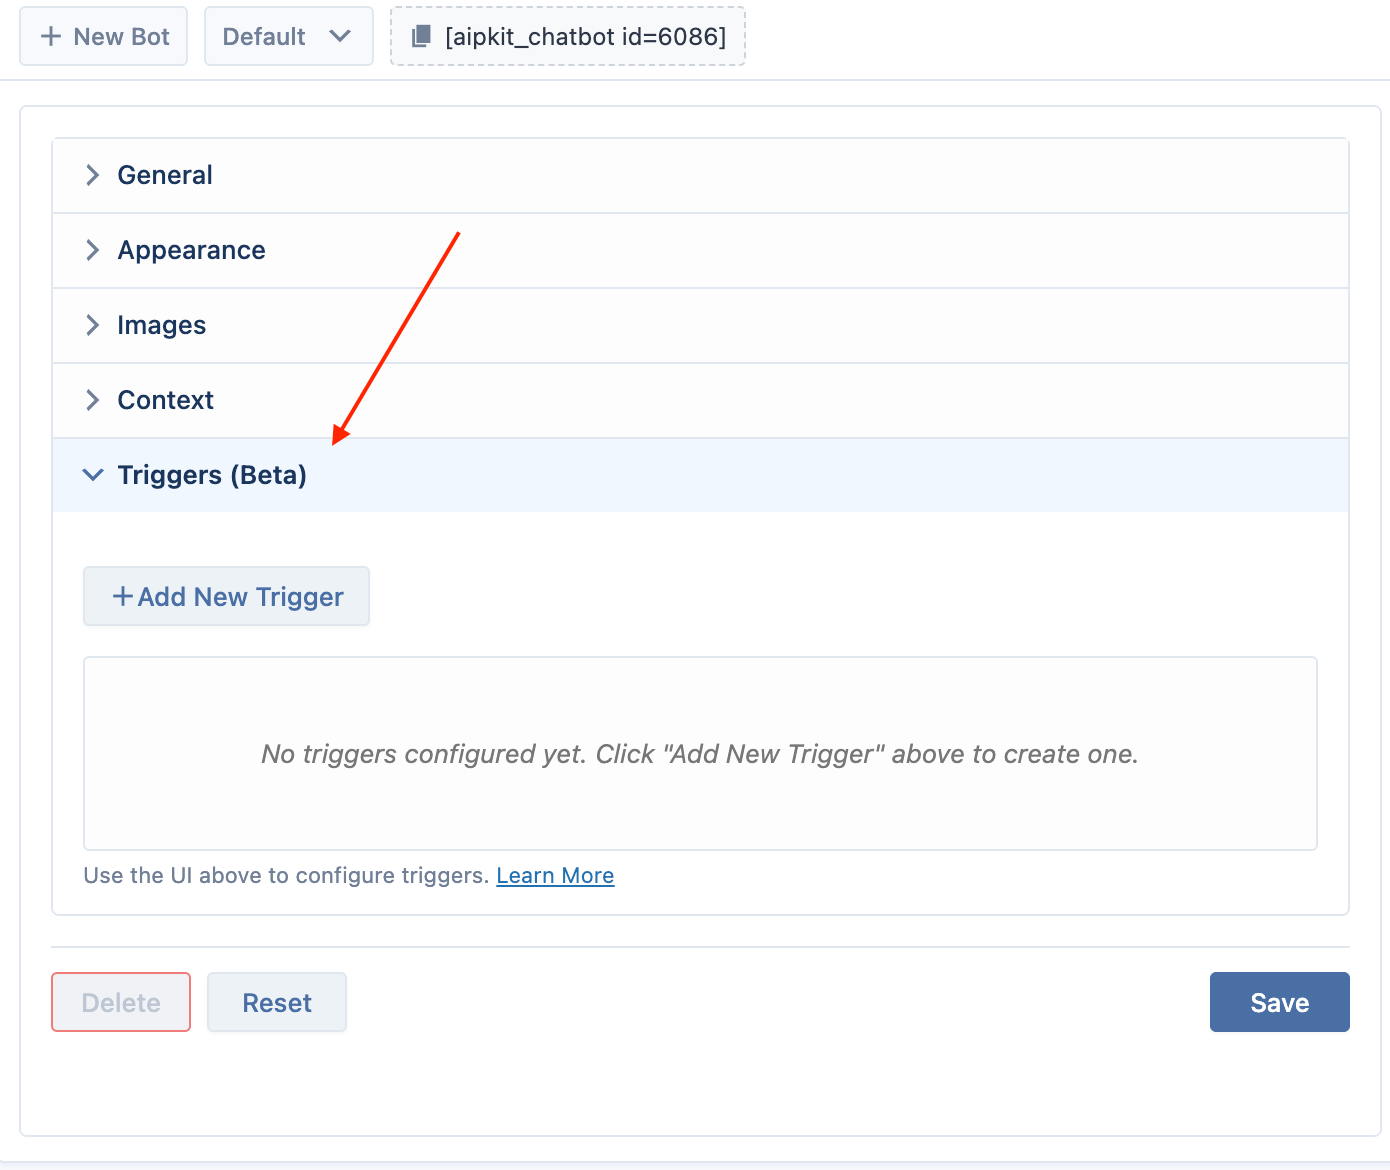 + New Bot
Default
[aipkit_chatbot id=6086]
General
Appearance
Images
Context
Triggers (Beta)
+Add New Trigger
No triggers configured yet. Click "Add New Trigger" above to create one.
Use the UI above to configure triggers. Learn More
Delete
Reset
Save